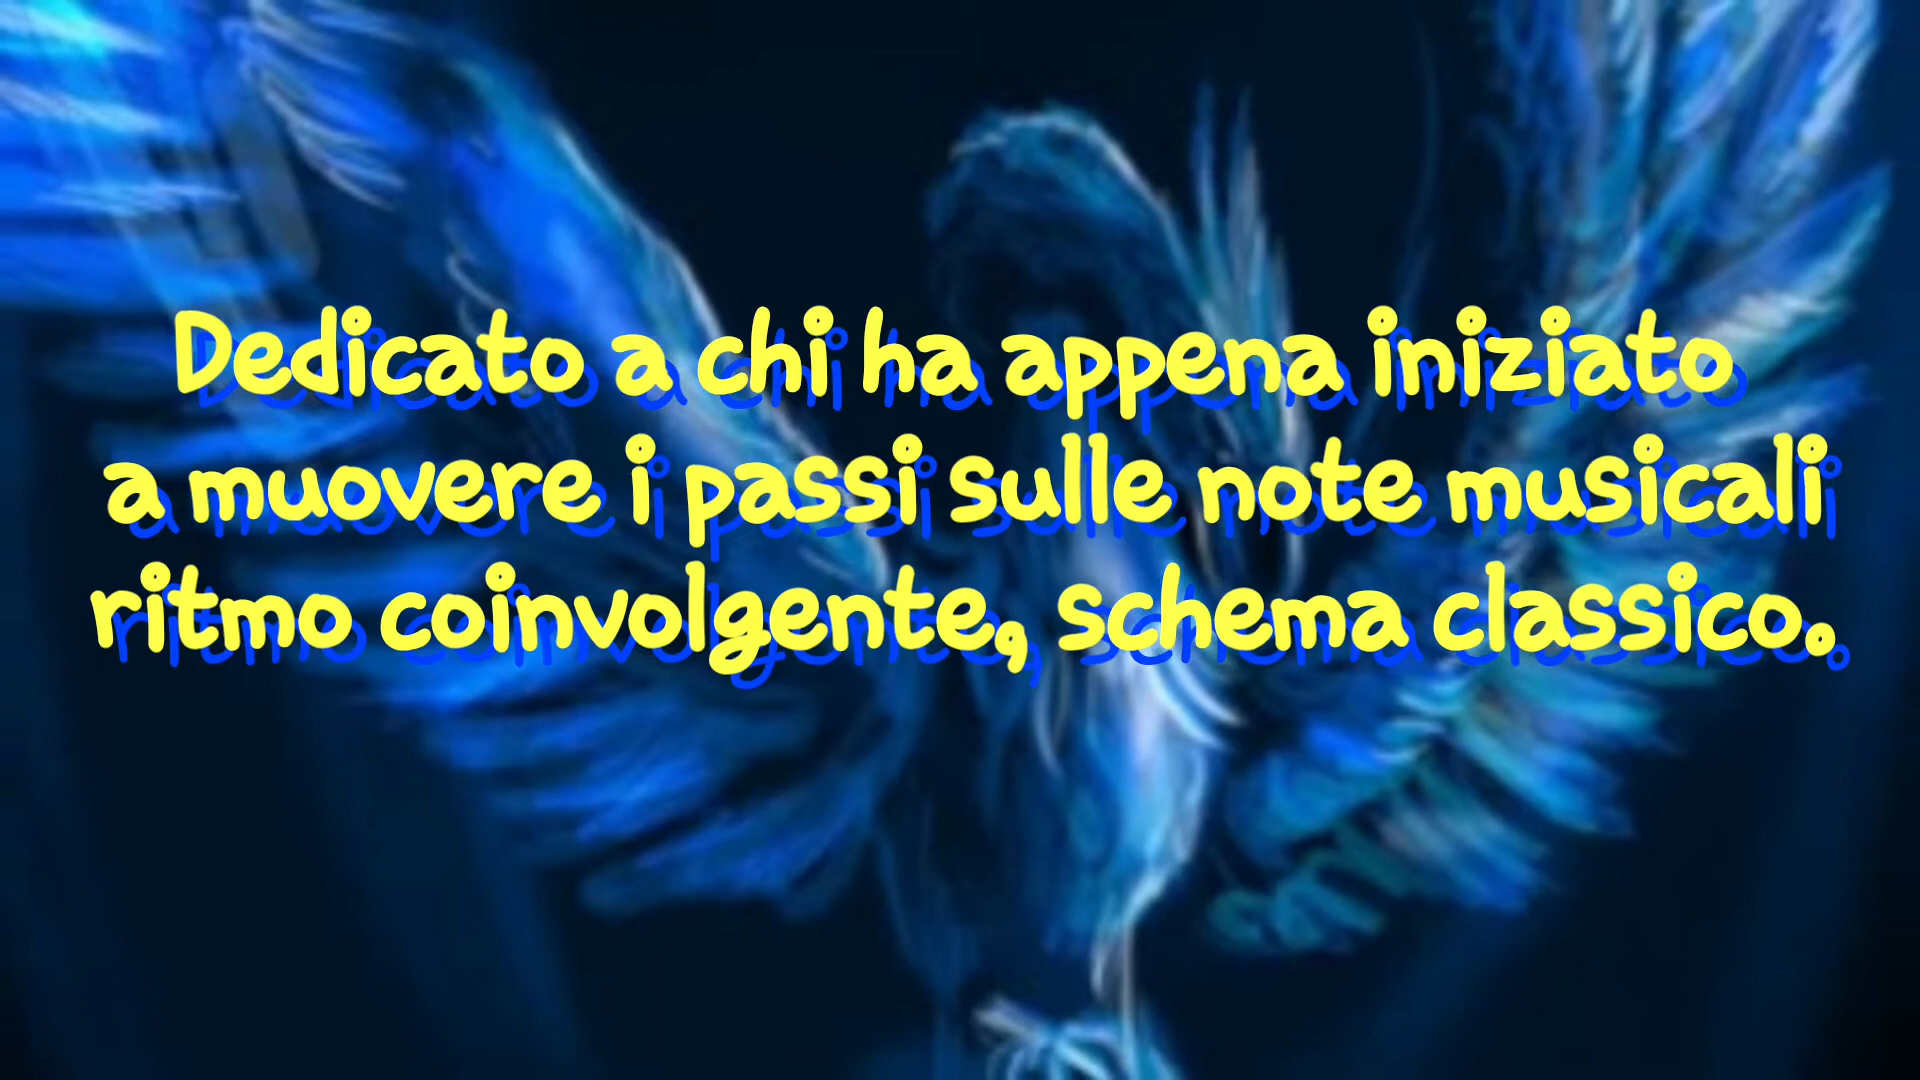 Dedicato a chi ha appena iniziato
a muovere i passi sulle note musicali
ritmo coinvolgente, schema classico.